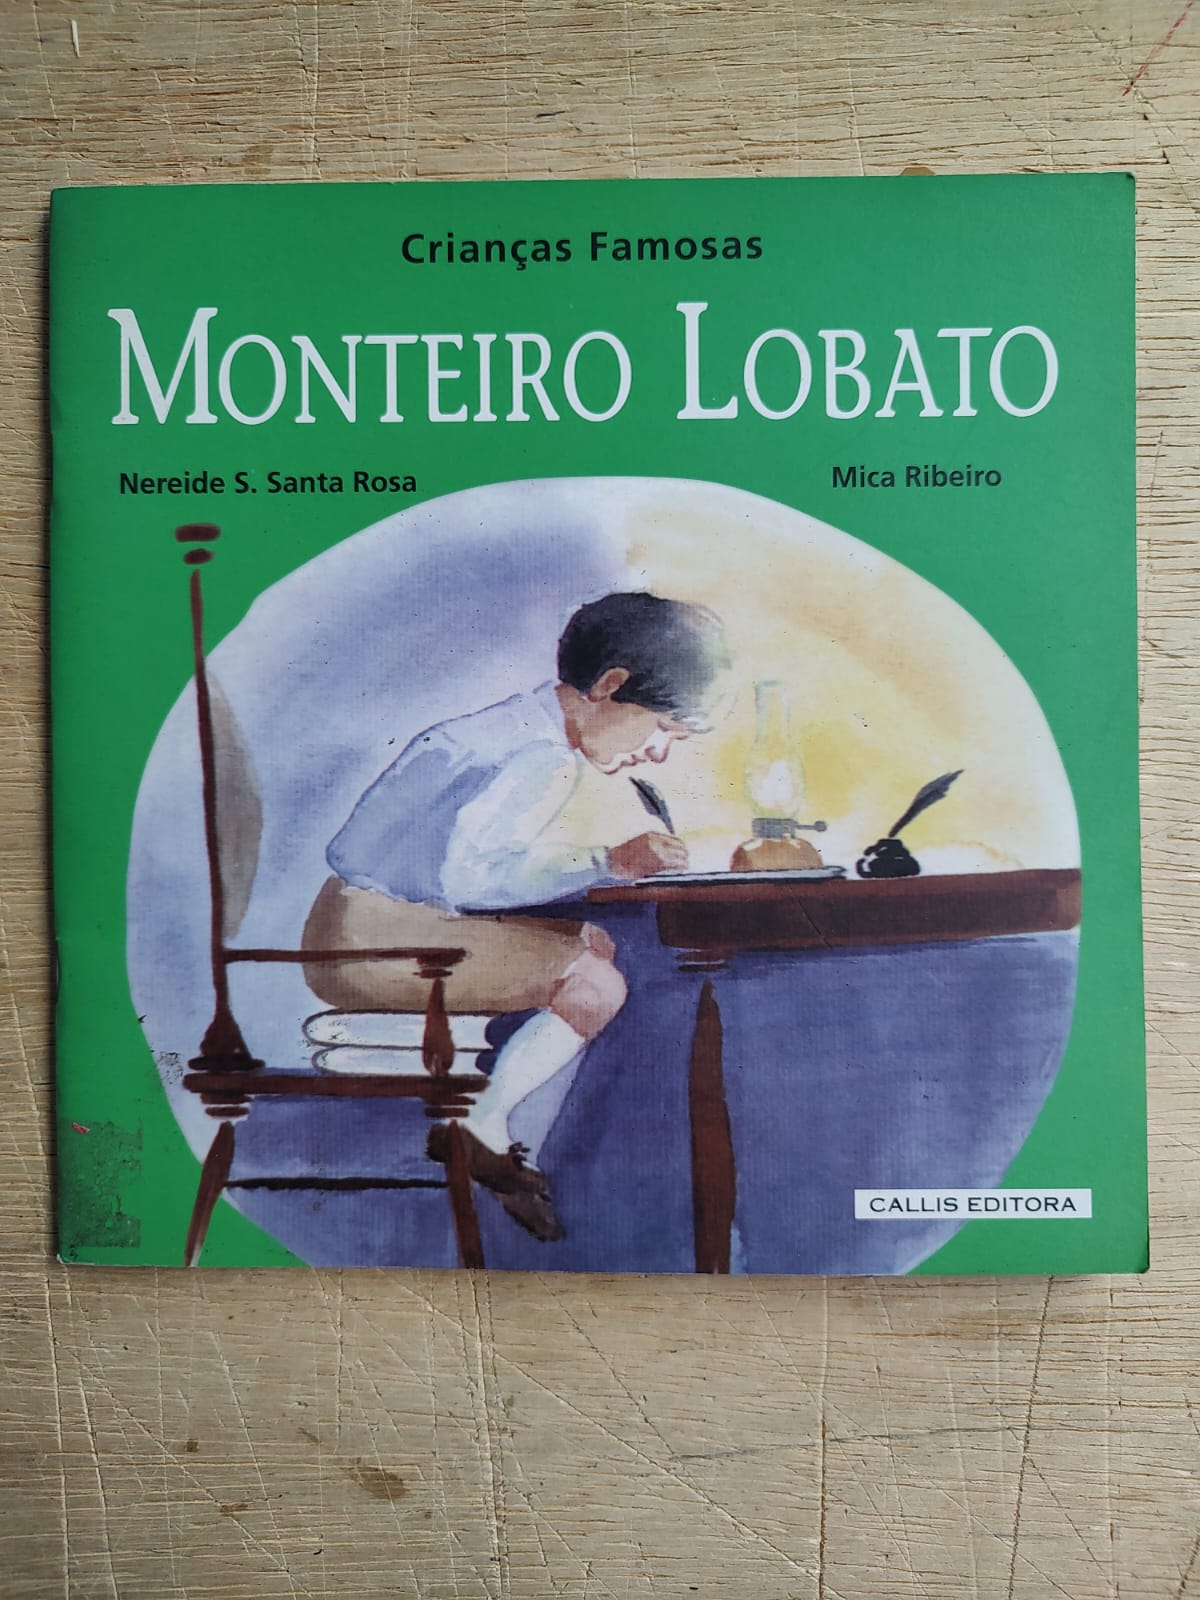 Crianças Famosas
MONTEIRO LOBATO
Nereide S. Santa Rosa
Mica Ribeiro
CALLIS EDITORA